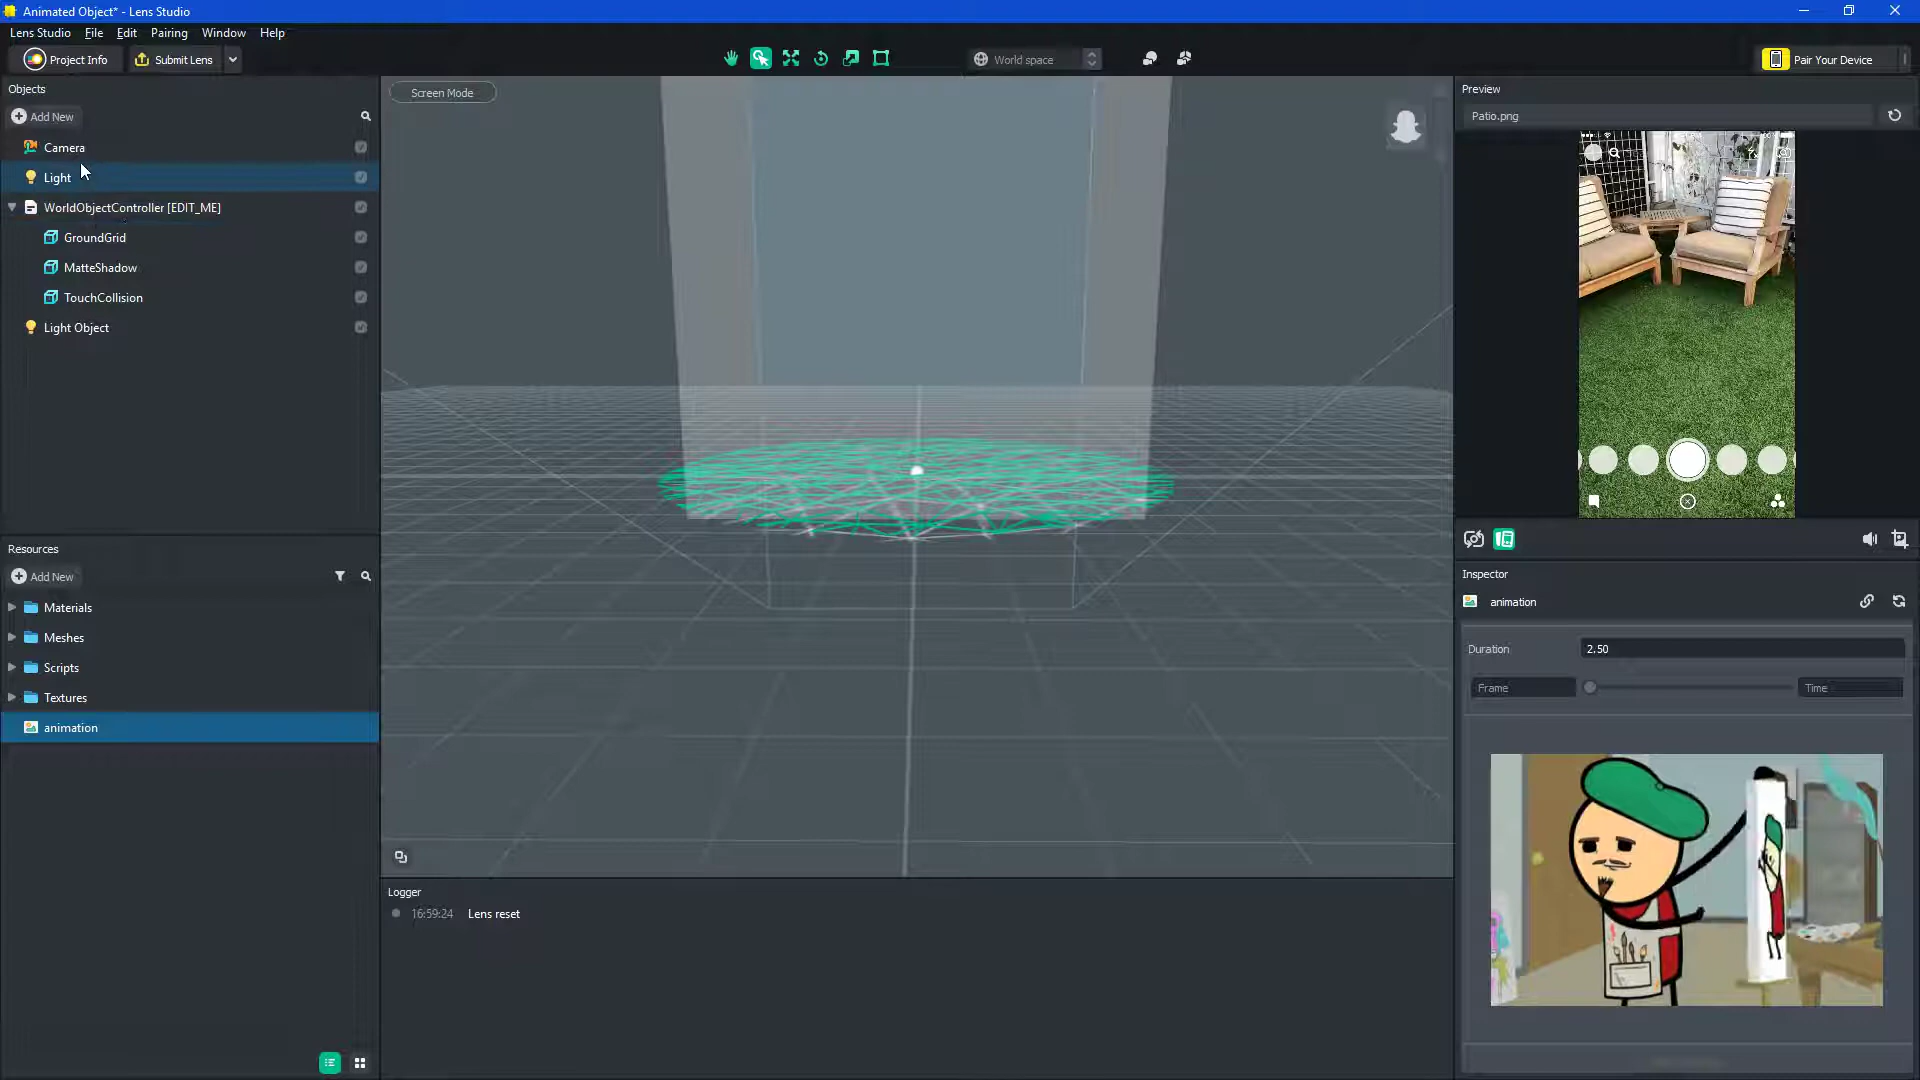 Animated Object* - Lens Studio
Lens Studio File Edit Pairing Window Help
Project Info Submit Lens World space Pair Your Device
Objects
Add New
Camera
Light
WorldObjectController [EDIT_ME]
GroundGrid
MatteShadow
TouchCollision
Light Object
Resources
Add New
Materials
Meshes
Scripts
Textures
animation
Screen Mode
Logger
16:59:24 Lens reset
Preview
Patio.png
Inspector
animation
Duration 2.50
Frame Time